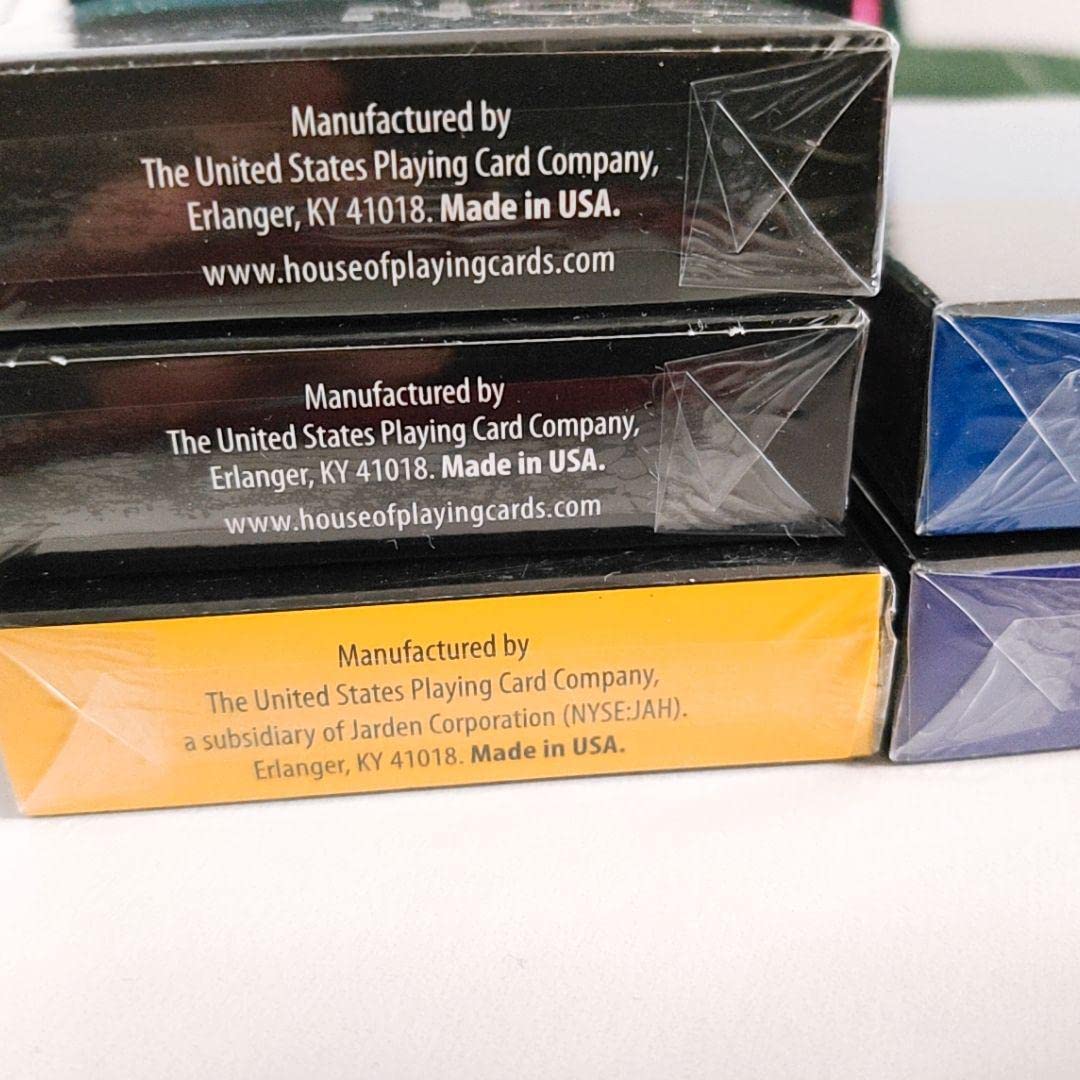 Manufactured by
The United States Playing Card Company,
Erlanger, KY 41018. Made in USA.
www.houseofplayingcards.com
Manufactured by
The United States Playing Card Company,
Erlanger, KY 41018. Made in USA.
www.houseofplayingcards.com
Manufactured by
The United States Playing Card Company,
a subsidiary of Jarden Corporation (NYSE:JAH).
Erlanger, KY 41018. Made in USA.